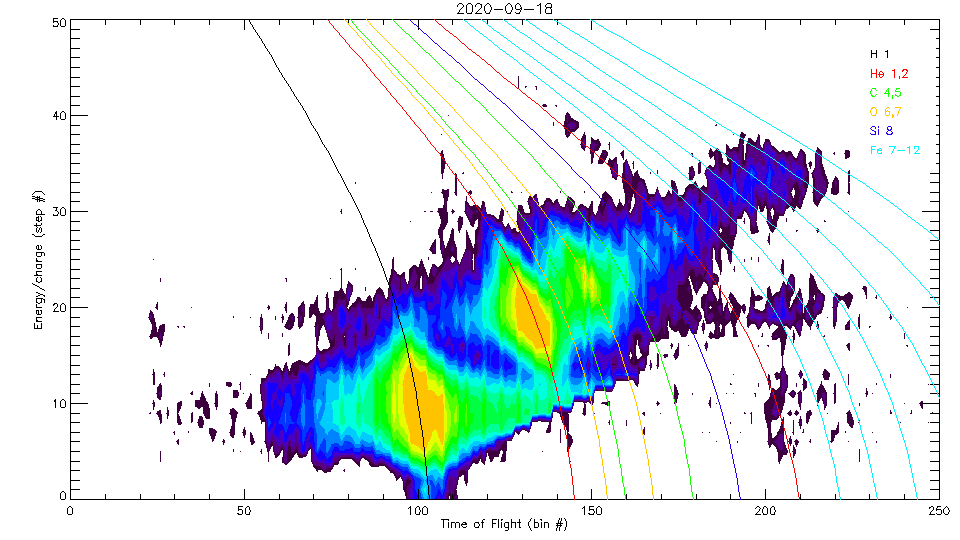 2020-09-18
50
40
30
20
10
0
Energy/charge (step #)
H 1
He 1,2
C 4,5
O 6,7
Si 8
Fe 7-12
0 50 100 150 200 250
Time of Flight (bin #)